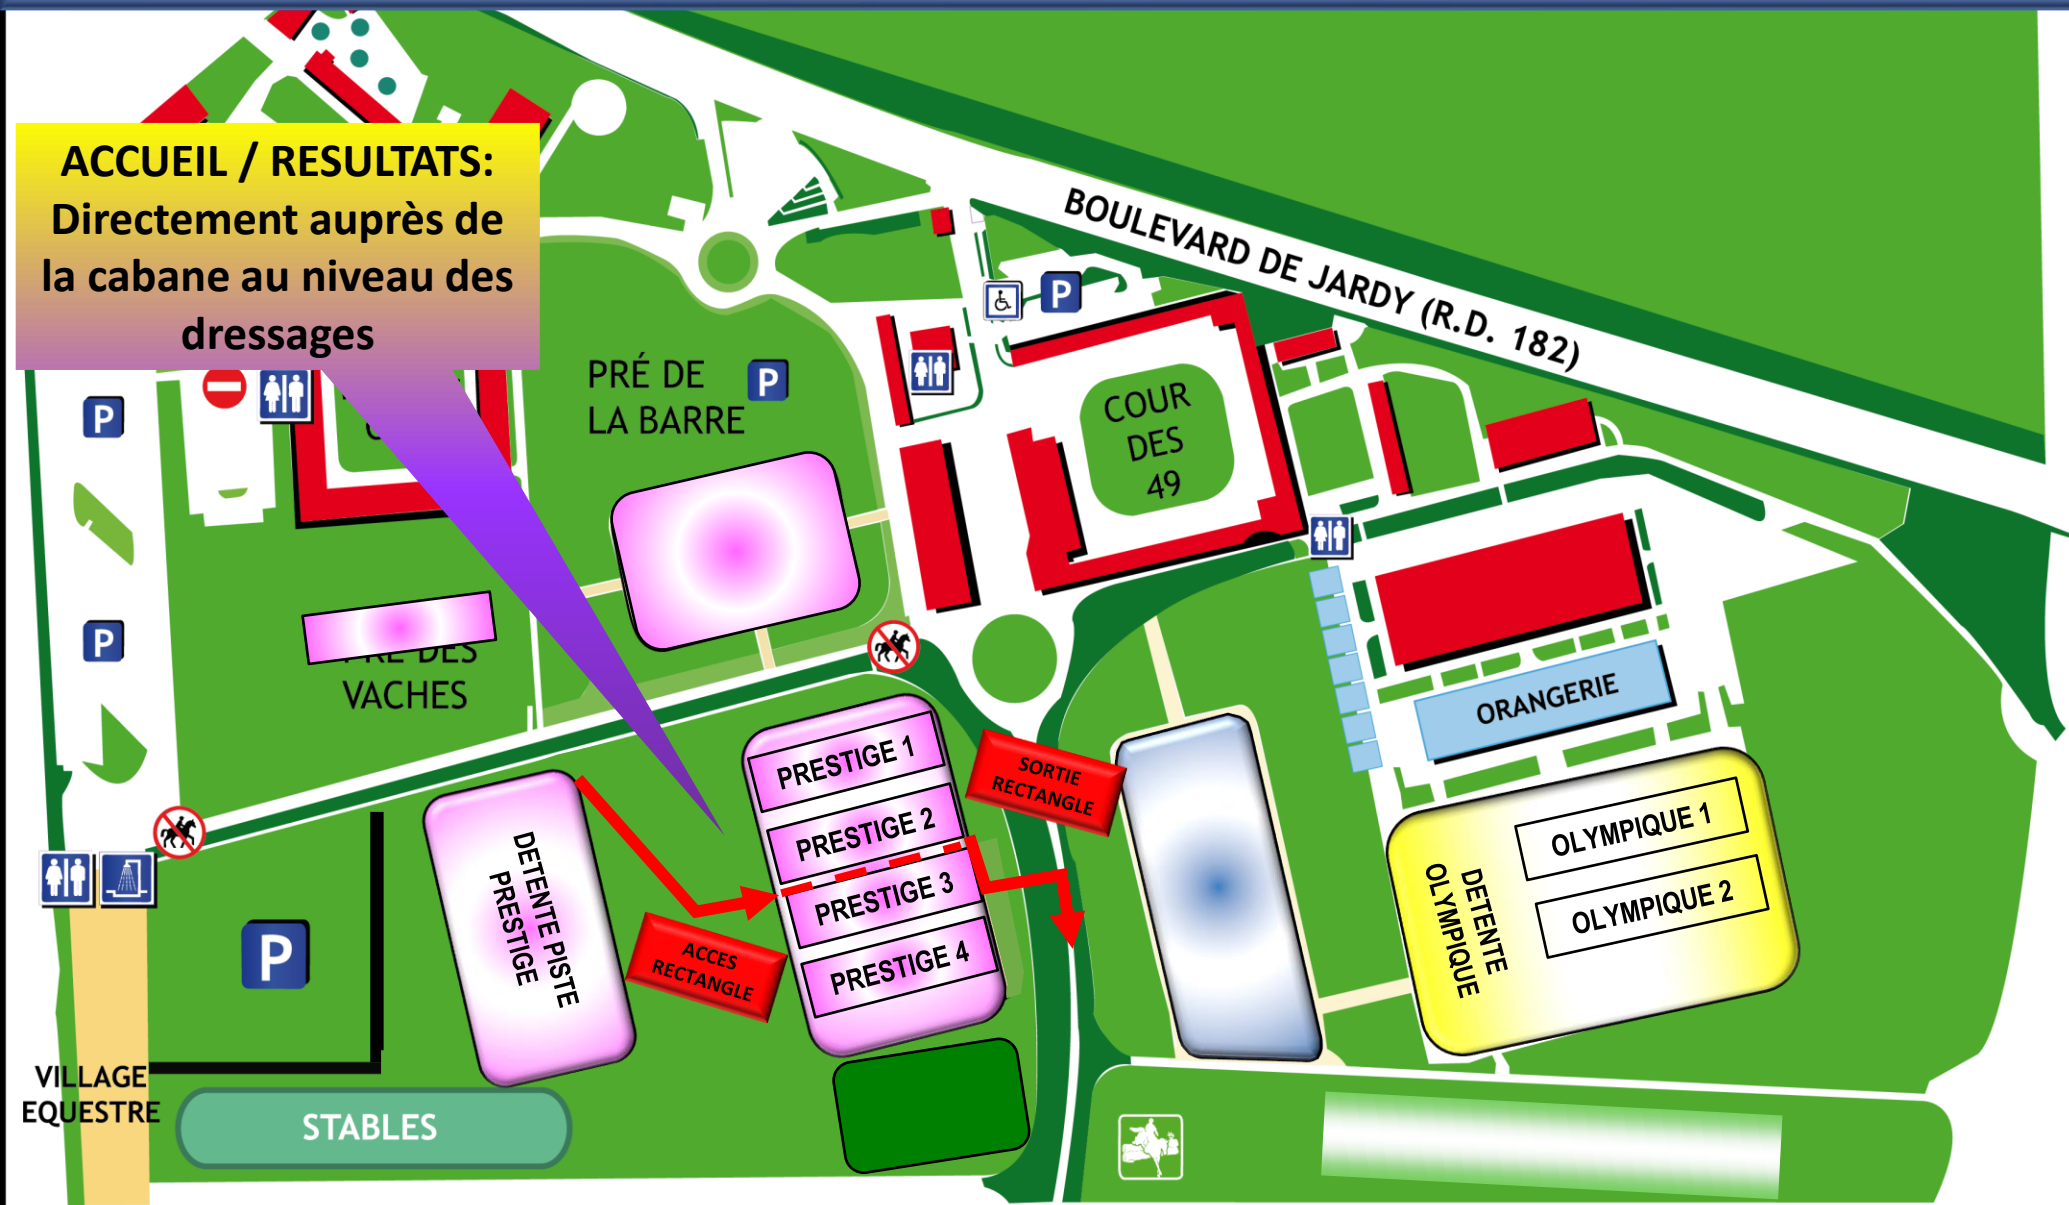 ACCUEIL / RESULTATS:
Directement auprès de
la cabane au niveau des
dressages
BOULEVARD DE JARDY (R.D. 182)
P
P
PRÉ DE
LA BARRE
P
COUR
DES
49
P
DES
VACHES
ORANGERIE
PRESTIGE 1
PRESTIGE 2
PRESTIGE 3
PRESTIGE 4
SORTIE
RECTANGLE
ACCES
RECTANGLE
DETENTE PISTE
PRESTIGE
OLYMPIQUE 1
OLYMPIQUE 2
DETENTE
OLYMPIQUE
P
VILLAGE
EQUESTRE
STABLES